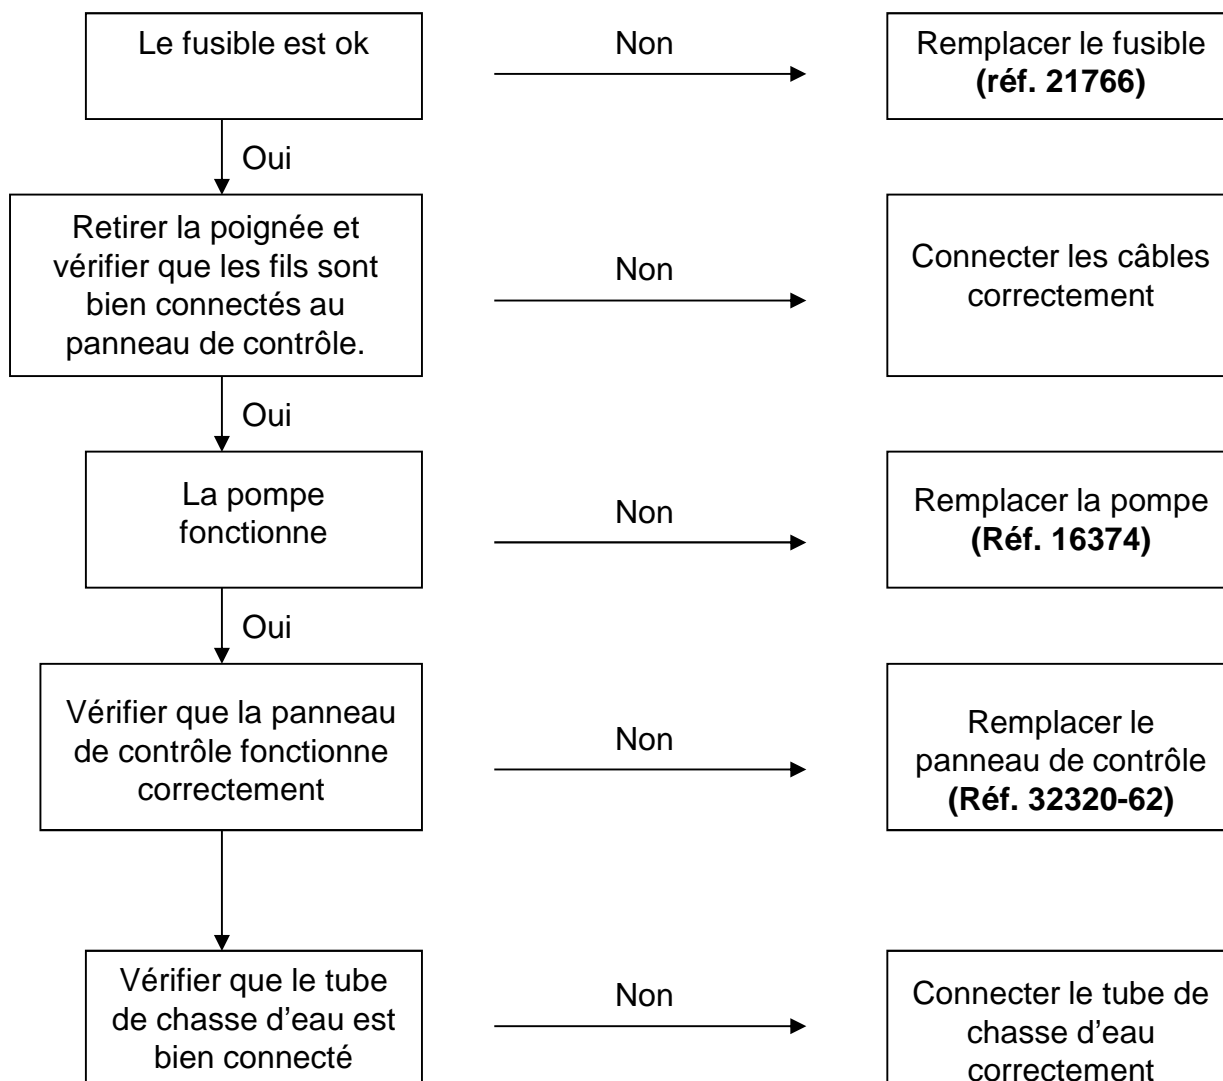 Le fusible est ok
Non
Remplacer le fusible
(réf. 21766)
Oui
Retirer la poignée et
vérifier que les fils sont
bien connectés au
panneau de contrôle.
Non
Connecter les câbles
correctement
Oui
La pompe
fonctionne
Non
Remplacer la pompe
(Réf. 16374)
Oui
Vérifier que la panneau
de contrôle fonctionne
correctement
Non
Remplacer le
panneau de contrôle
(Réf. 32320-62)
Vérifier que le tube
de chasse d'eau est
bien connecté
Non
Connecter le tube de
chasse d'eau
correctement